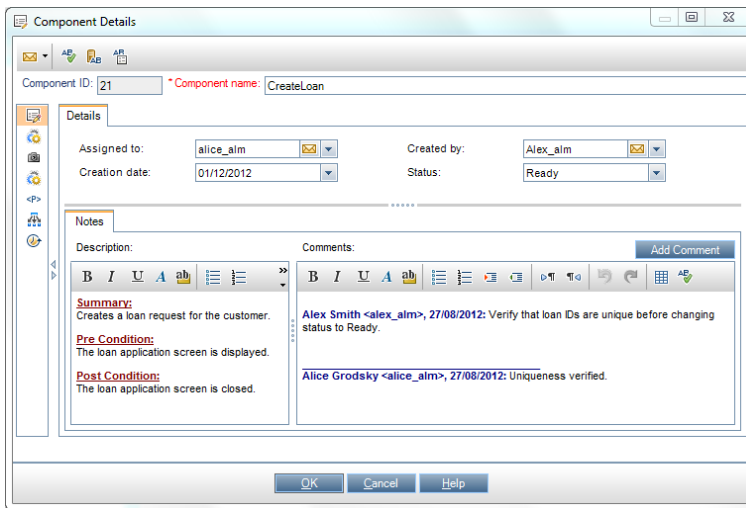 Component Details
Component ID: 21 *Component name: CreateLoan
Details
Assigned to: alice_alm Created by: Alex_alm
Creation date: 01/12/2012 Status: Ready
<P>
Notes
Description: Comments: Add Comment
B I U A ab » B I U A ab
Summary:
Creates a loan request for the customer.
Pre Condition:
The loan application screen is displayed.
Post Condition:
The loan application screen is closed.
Alex Smith <alex_alm>, 27/08/2012: Verify that loan IDs are unique before changing
status to Ready.
Alice Grodsky <alice_alm>, 27/08/2012: Uniqueness verified.
OK Cancel Help